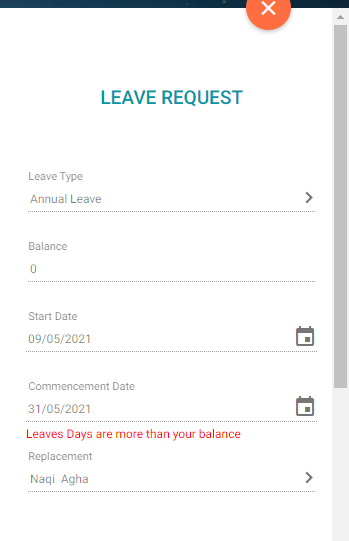 LEAVE REQUEST
Leave Type
Annual Leave
Balance
0
Start Date
09/05/2021
Commencement Date
31/05/2021
Leaves Days are more than your balance
Replacement
Naqi Agha